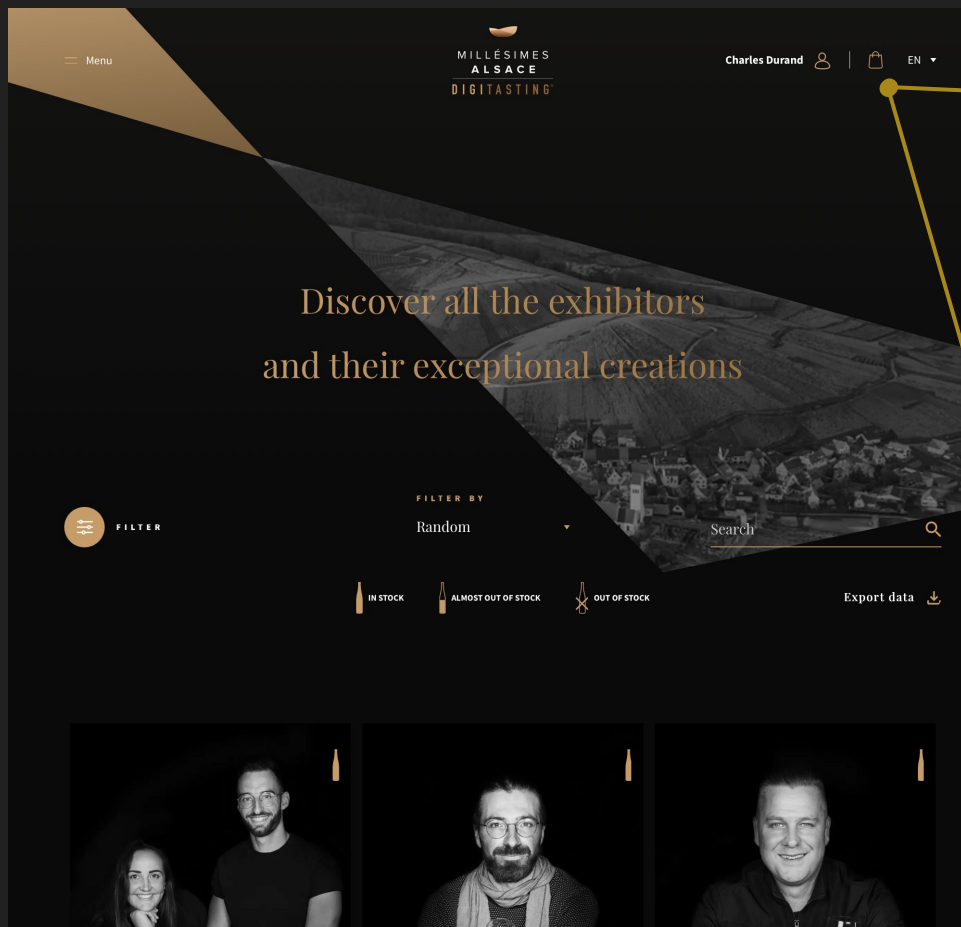 Menu
MILLÉSIMES
ALSACE
DIGITASTING
Charles Durand
EN
Discover all the exhibitors
and their exceptional creations
FILTER
FILTER BY
Random
Search
IN STOCK
ALMOST OUT OF STOCK
OUT OF STOCK
Export data